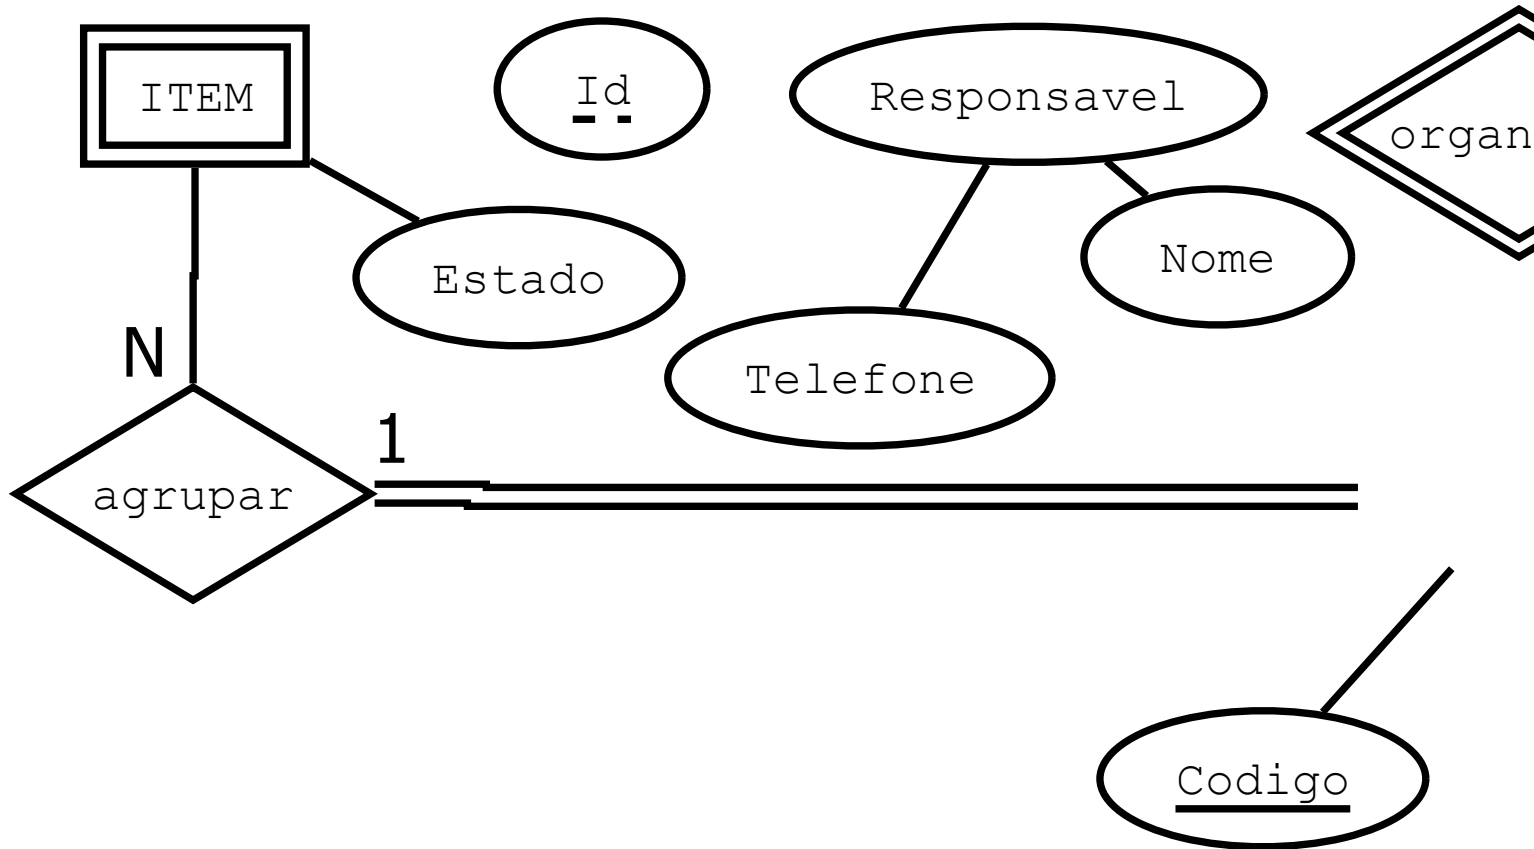 ITEM
Id
Responsavel
organ
Estado
Nome
N
Telefone
1
agrupar
Codigo